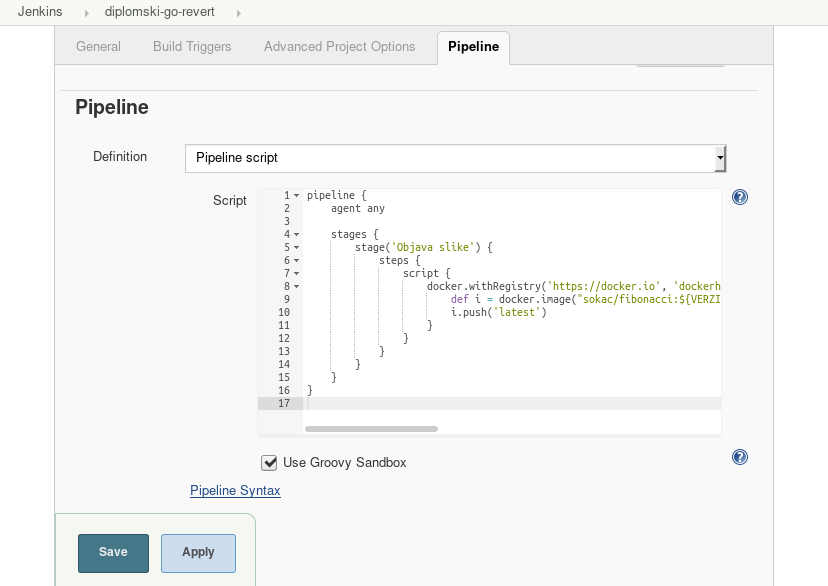 Jenkins diplomski-go-revert
General Build Triggers Advanced Project Options Pipeline
Pipeline
Definition Pipeline script
Script
1 pipeline {
2     agent any
3
4     stages {
5         stage('Objava slike') {
6             steps {
7                 script {
8                     docker.withRegistry('https://docker.io', 'dockerh
9                         def i = docker.image("sokac/fibonacci:${VERZI
10                         i.push('latest')
11                     }
12                 }
13             }
14         }
15     }
16 }
17
Use Groovy Sandbox
Pipeline Syntax
Save Apply